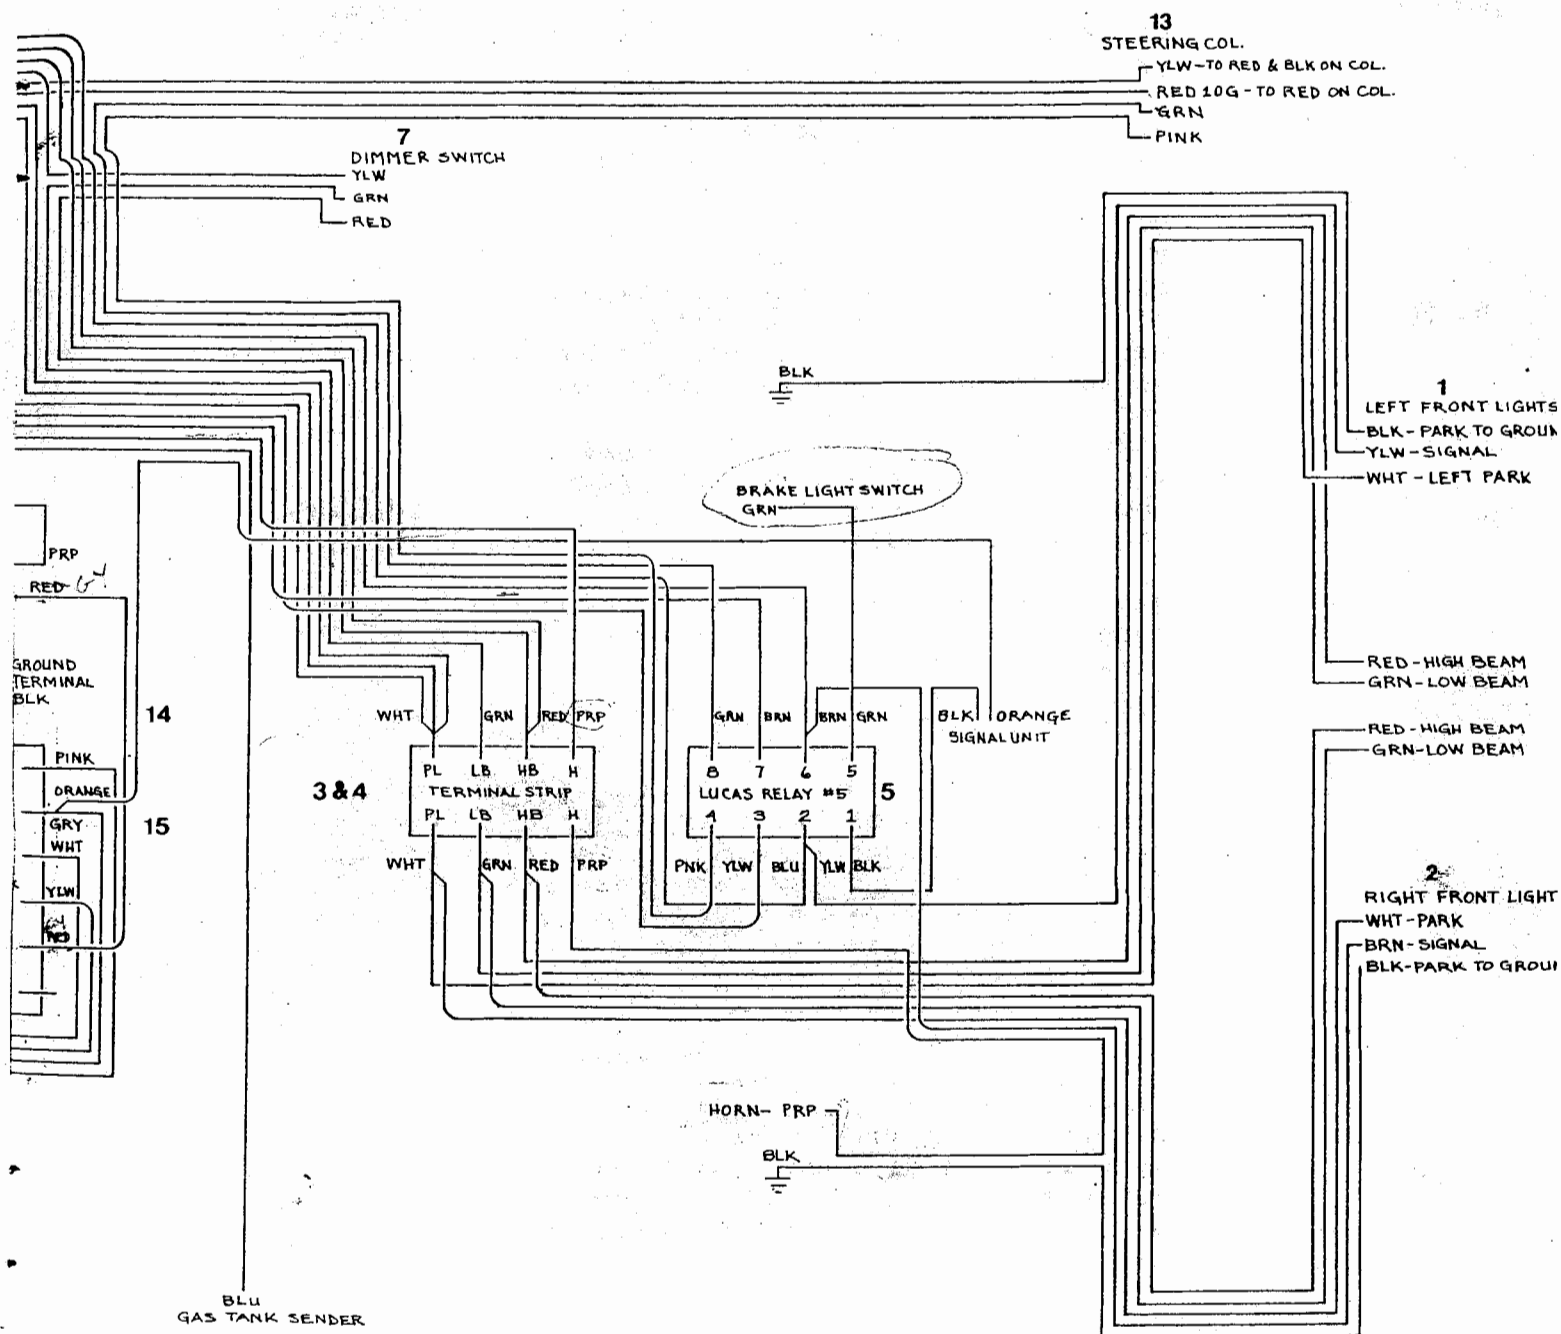 13
STEERING COL.
YLW-TO RED & BLK ON COL.
RED 10G-TO RED ON COL.
GRN
PINK
7
DIMMER SWITCH
YLW
GRN
RED
BLK
1
LEFT FRONT LIGHTS
BLK-PARK TO GROUN
YLW-SIGNAL
WHT-LEFT PARK
BRAKE LIGHT SWITCH
GRN
PRP
RED
GROUND
TERMINAL
BLK
RED-HIGH BEAM
GRN-LOW BEAM
14
WHT GRN RED PRP
GRN BRN BRN GRN
BLK ORANGE
SIGNAL UNIT
RED-HIGH BEAM
GRN-LOW BEAM
PINK
ORANGE
GRY
WHT
YLW
RED
15
3&4
PL LB HB H
TERMINAL STRIP
PL LB HB H
8 7 6 5
LUCAS RELAY #5
4 3 2 1
5
WHT GRN RED PRP
PNK YLW BLU YLW BLK
2
RIGHT FRONT LIGHT
WHT-PARK
BRN-SIGNAL
BLK-PARK TO GROUN
HORN- PRP
BLK
BLU
GAS TANK SENDER